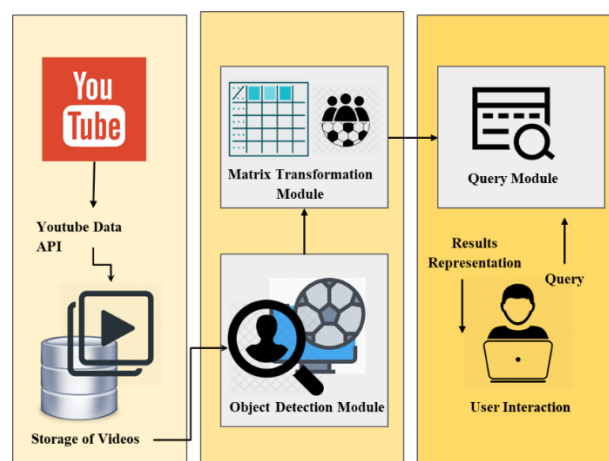 You
Tube
Youtube Data
API
Storage of Videos
Matrix Transformation
Module
Object Detection Module
Query Module
Results
Representation
Query
User Interaction